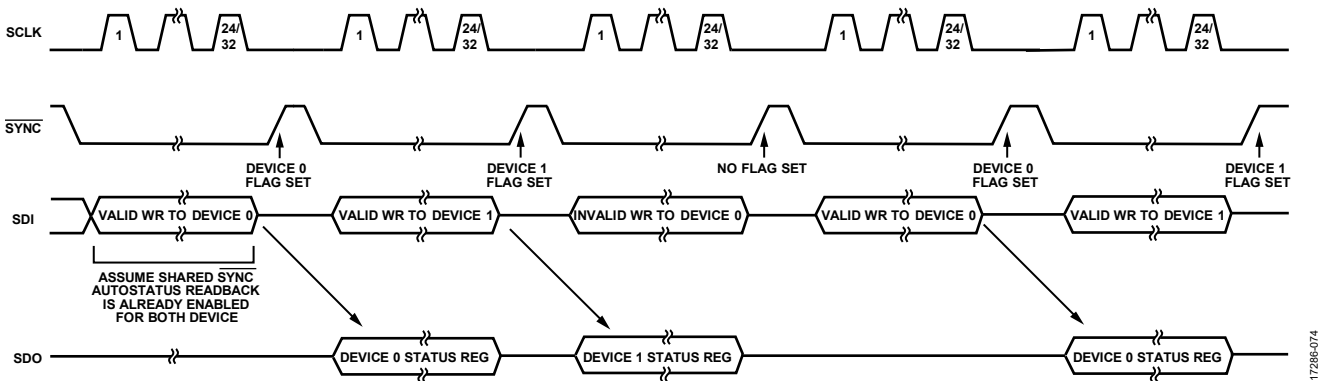 SCLK
1
24/
32
1
24/
32
1
24/
32
1
24/
32
1
24/
32
SYNC
DEVICE 0
FLAG SET
DEVICE 1
FLAG SET
NO FLAG SET
DEVICE 0
FLAG SET
DEVICE 1
FLAG SET
SDI
VALID WR TO DEVICE 0
VALID WR TO DEVICE 1
INVALID WR TO DEVICE 0
VALID WR TO DEVICE 0
VALID WR TO DEVICE 1
ASSUME SHARED SYNC
AUTOSTATUS READBACK
IS ALREADY ENABLED
FOR BOTH DEVICE
SDO
DEVICE 0 STATUS REG
DEVICE 1 STATUS REG
DEVICE 0 STATUS REG
17286-074